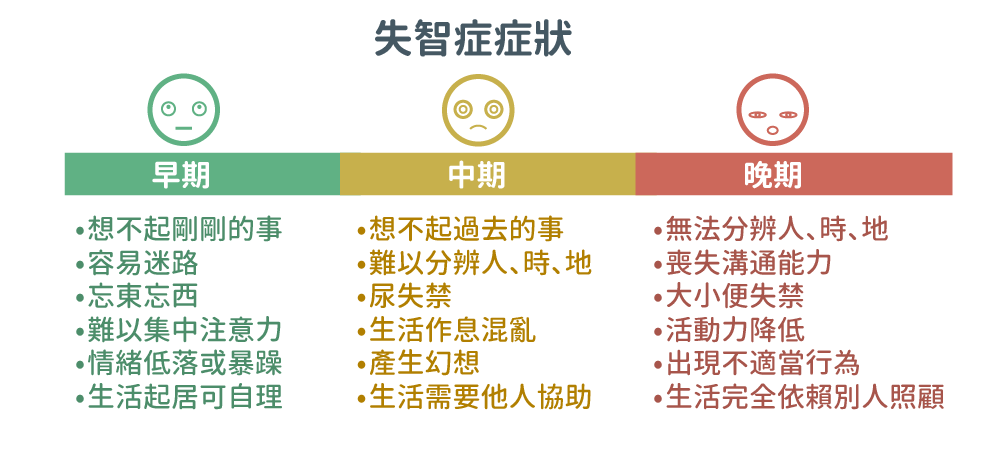 失智症症狀
早期
•想不起剛剛的事
•容易迷路
•忘東忘西
•難以集中注意力
•情緒低落或暴躁
•生活起居可自理
中期
•想不起過去的事
•難以分辨人、時、地
•尿失禁
•生活作息混亂
•產生幻想
•生活需要他人協助
晚期
•無法分辨人、時、地
•喪失溝通能力
•大小便失禁
•活動力降低
•出現不適當行為
•生活完全依賴別人照顧